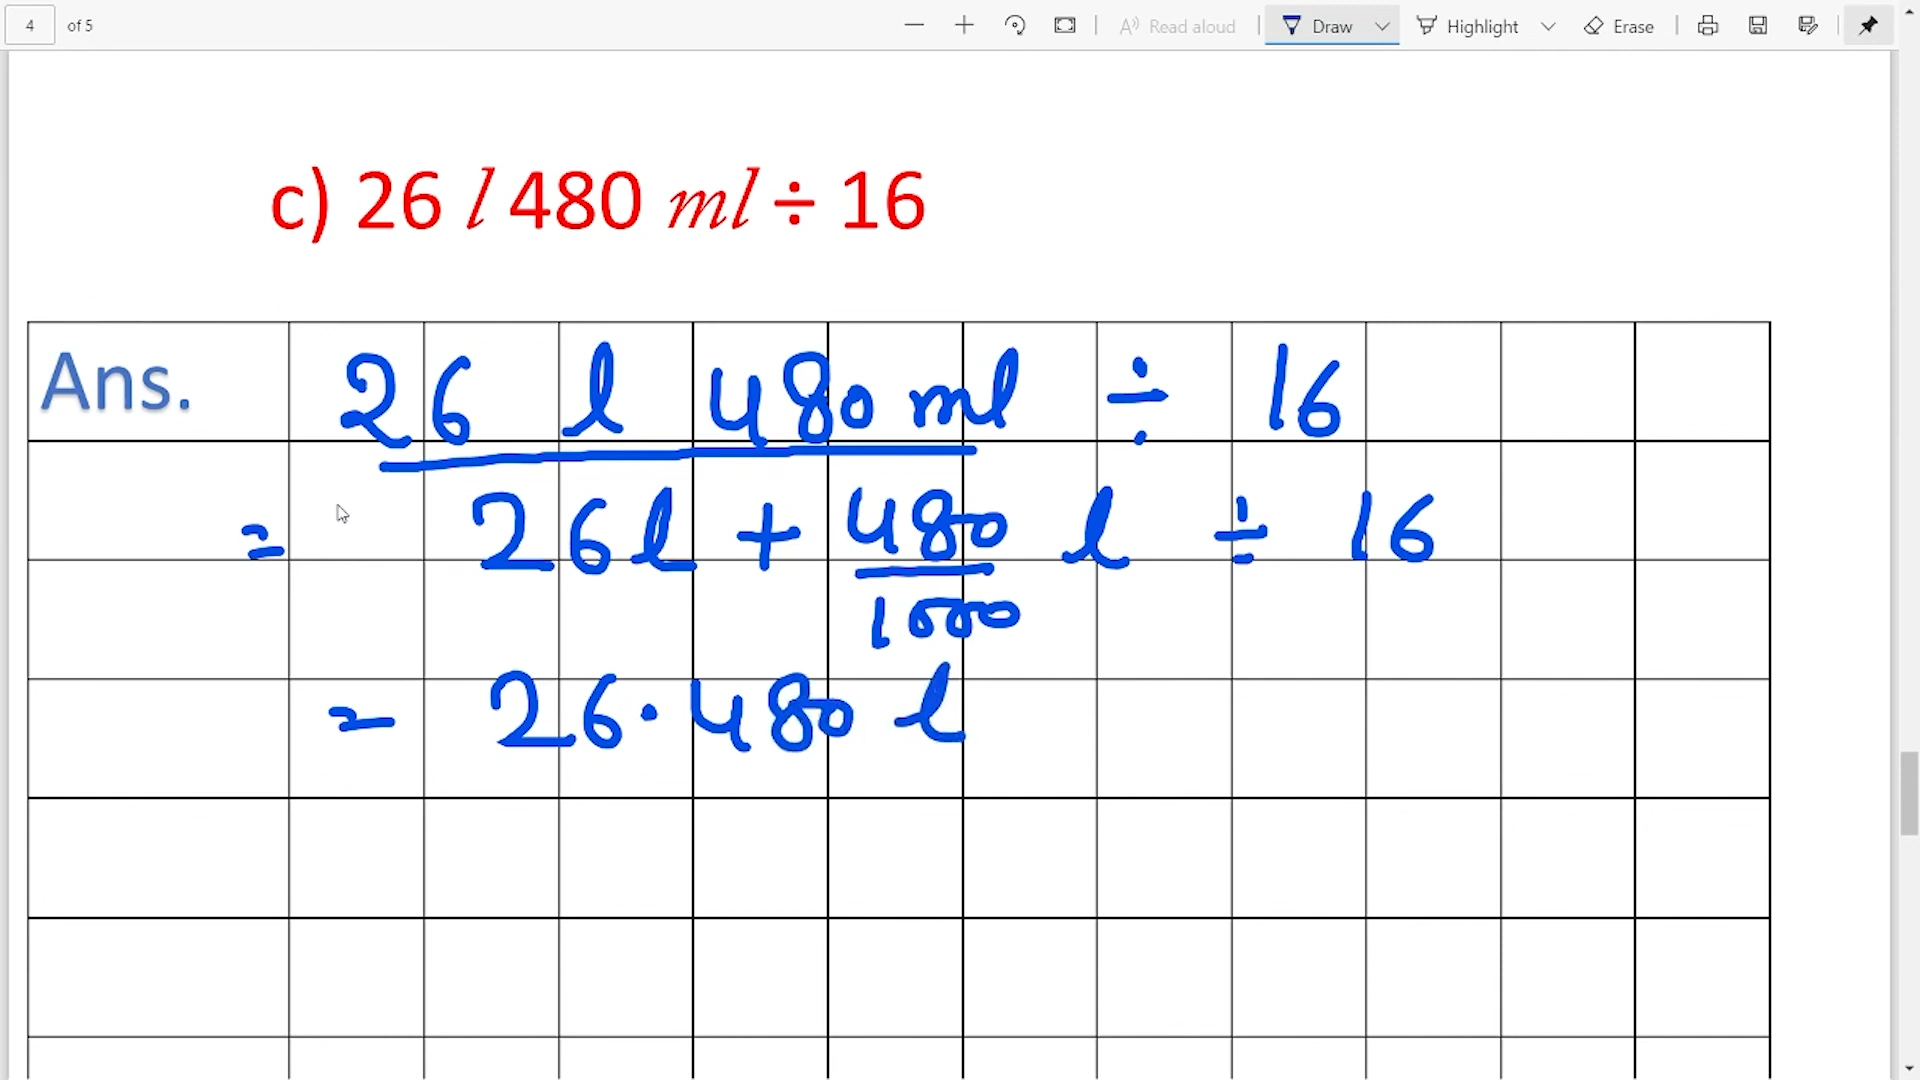 4 of 5 Read aloud Draw Highlight Erase
c) 26 l 480 ml ÷ 16
Ans. 26 l 480 ml ÷ 16
= 26 l + 480/1000 l ÷ 16
= 26.480 l